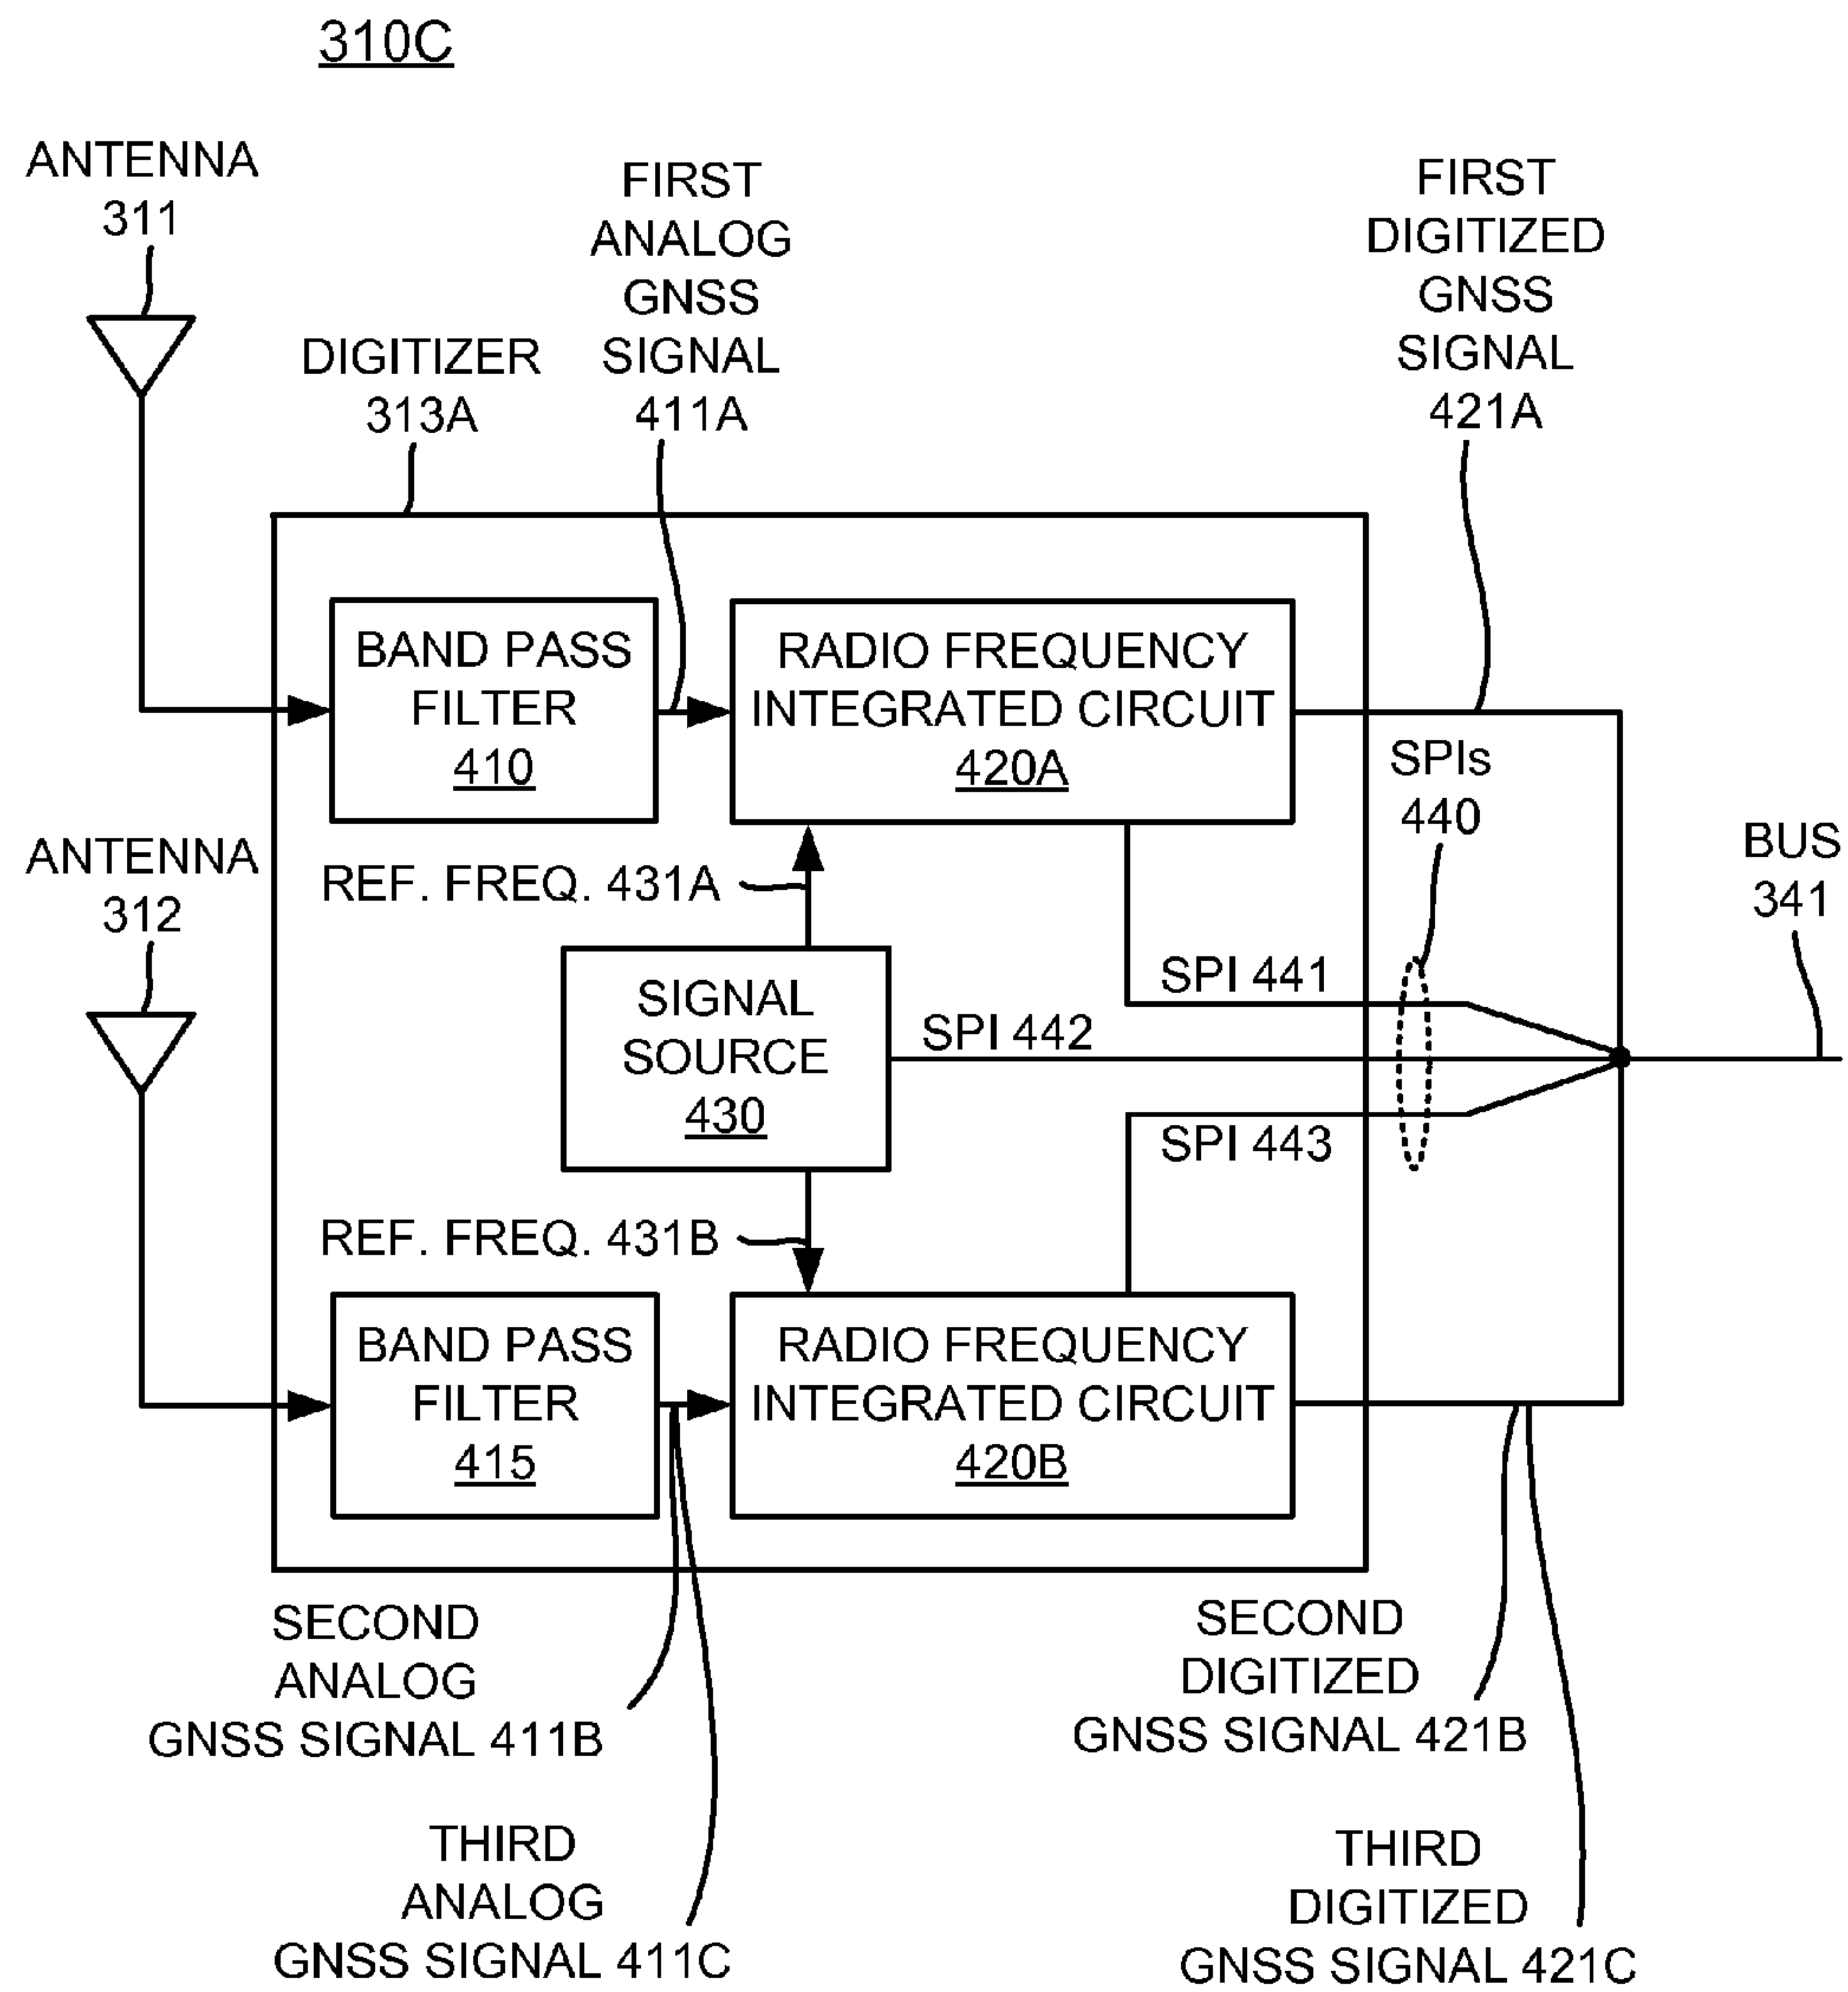 310C
ANTENNA
311
DIGITIZER
313A
FIRST
ANALOG
GNSS
SIGNAL
411A
FIRST
DIGITIZED
GNSS
SIGNAL
421A
BAND PASS
FILTER
410
RADIO FREQUENCY
INTEGRATED CIRCUIT
420A
SPIs
440
BUS
341
ANTENNA
312
REF. FREQ. 431A
SIGNAL
SOURCE
430
SPI 441
SPI 442
SPI 443
REF. FREQ. 431B
BAND PASS
FILTER
415
RADIO FREQUENCY
INTEGRATED CIRCUIT
420B
SECOND
ANALOG
GNSS SIGNAL 411B
THIRD
ANALOG
GNSS SIGNAL 411C
SECOND
DIGITIZED
GNSS SIGNAL 421B
THIRD
DIGITIZED
GNSS SIGNAL 421C